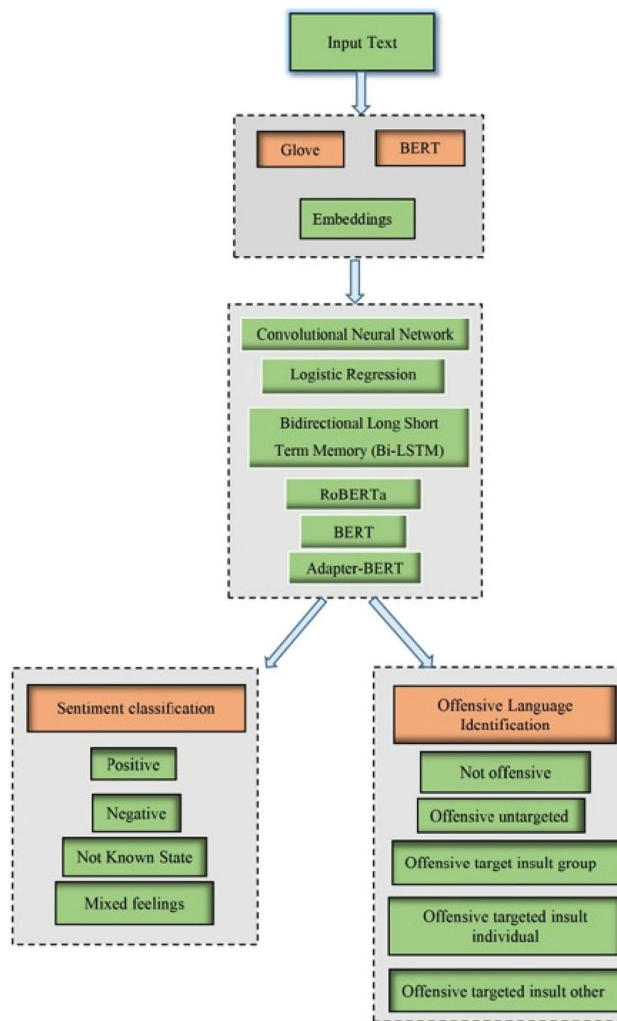 Input Text
Glove
BERT
Embeddings
Convolutional Neural Network
Logistic Regression
Bidirectional Long Short
Term Memory (Bi-LSTM)
RoBERTa
BERT
Adapter-BERT
Sentiment classification
Positive
Negative
Not Known State
Mixed feelings
Offensive Language
Identification
Not offensive
Offensive untargeted
Offensive target insult group
Offensive targeted insult
individual
Offensive targeted insult other